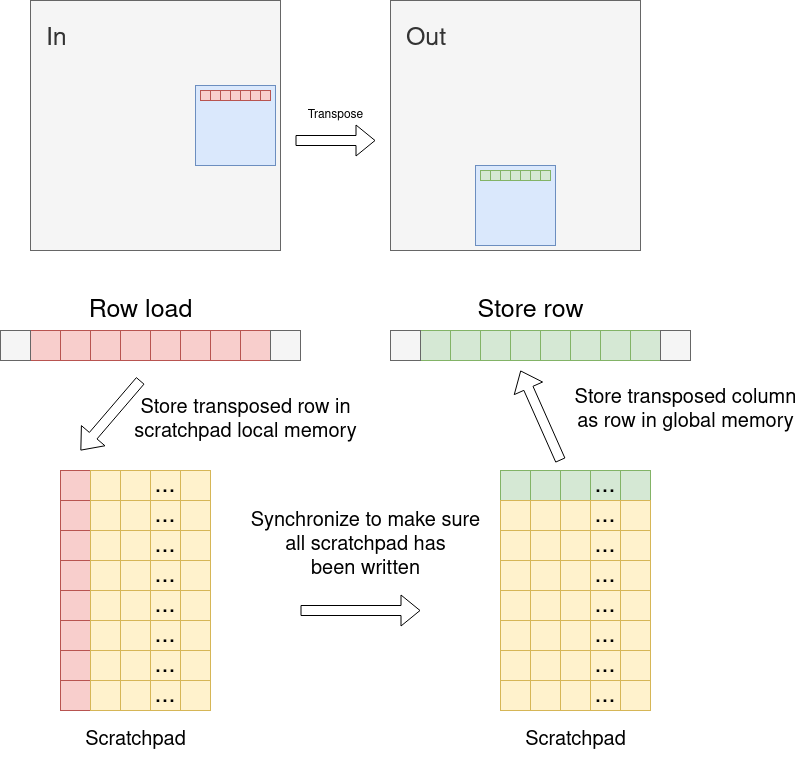 In
Out
Transpose
Row load
Store row
Store transposed row in
scratchpad local memory
Store transposed column
as row in global memory
...
...
...
...
...
...
...
...
Synchronize to make sure
all scratchpad has
been written
...
...
...
...
...
...
...
...
Scratchpad
Scratchpad